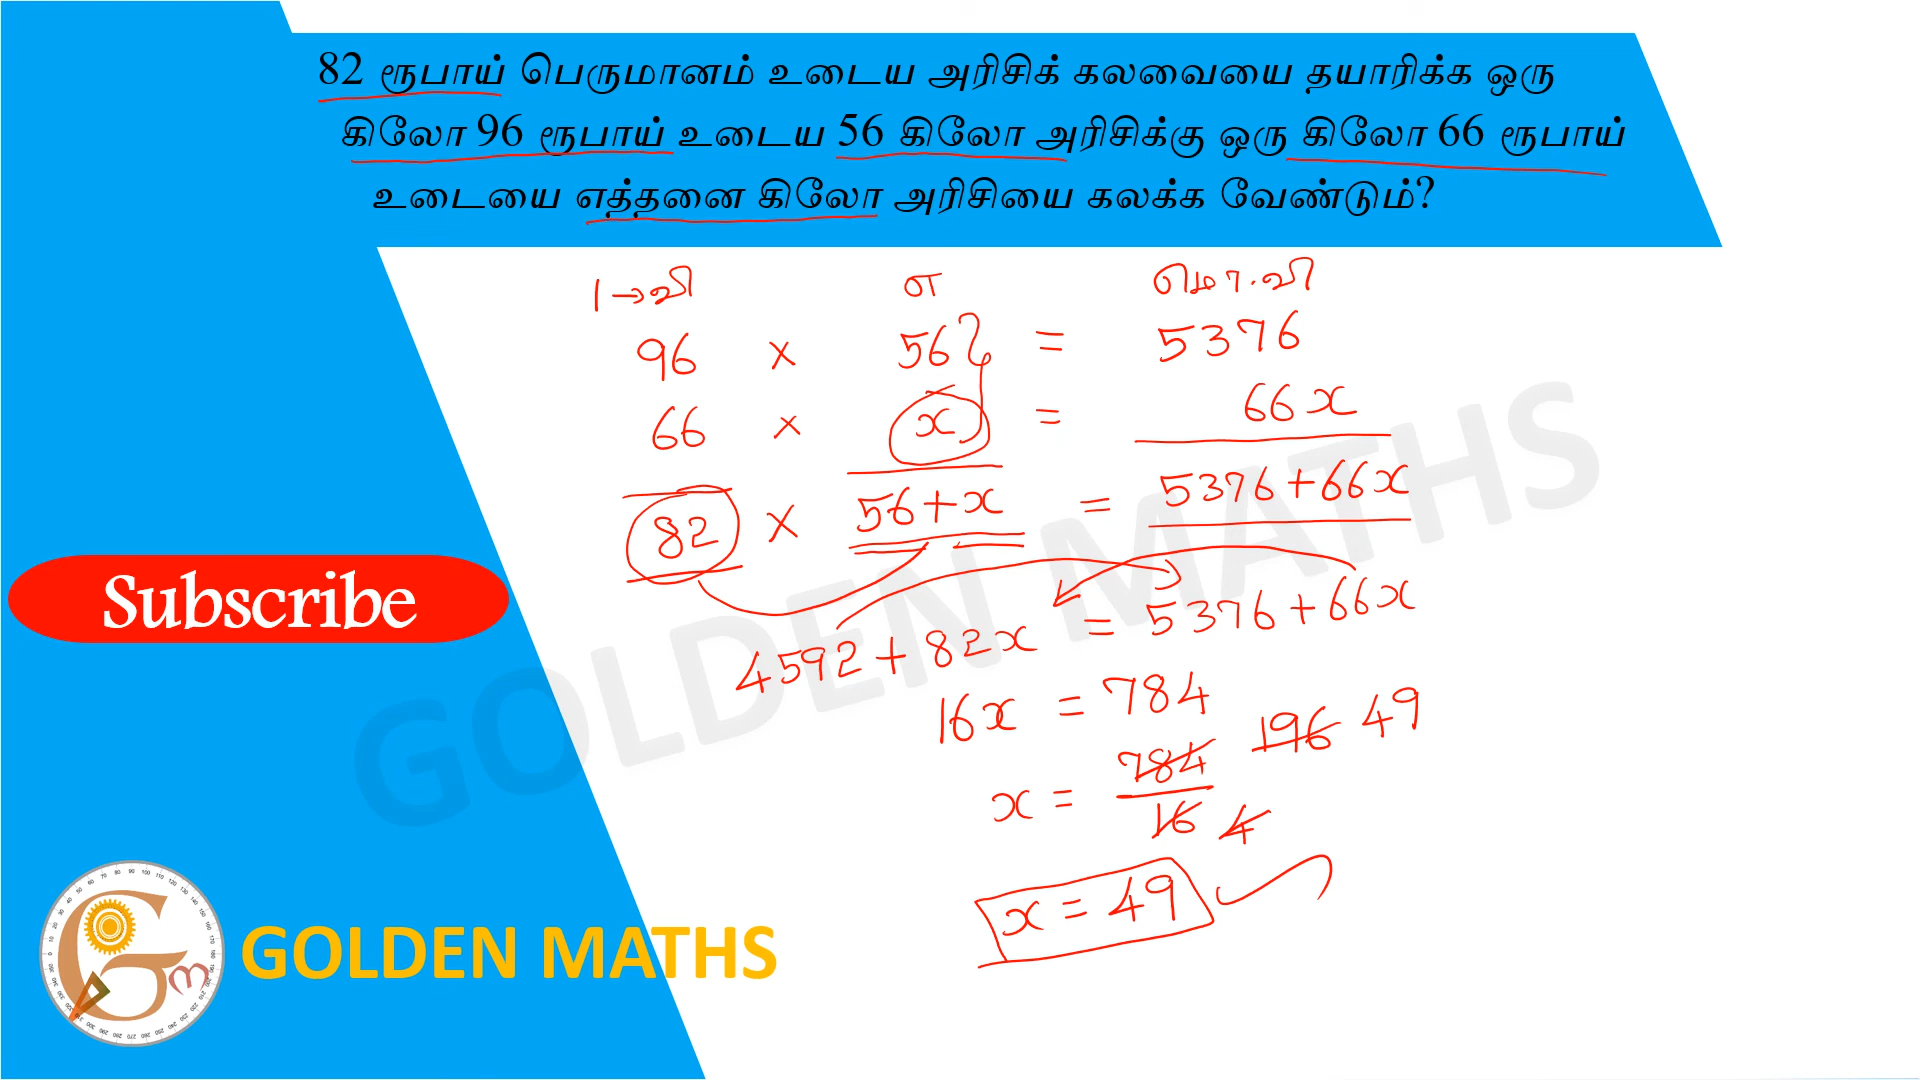 82 ரூபாய் பெருமானம் உடைய அரிசிக் கலவையை தயாரிக்க ஒரு
கிலோ 96 ரூபாய் உடைய 56 கிலோ அரிசிக்கு ஒரு கிலோ 66 ரூபாய்
உடையை எத்தனை கிலோ அரிசியை கலக்க வேண்டும்?
1→வி எ மொ.வி
96 × 56 = 5376
66 × x = 66x
82 × 56+x = 5376+66x
4592+82x = 5376+66x
16x = 784
x = 784/16 196 49 4
x = 49
Subscribe
GOLDEN MATHS
GOLDEN MATHS